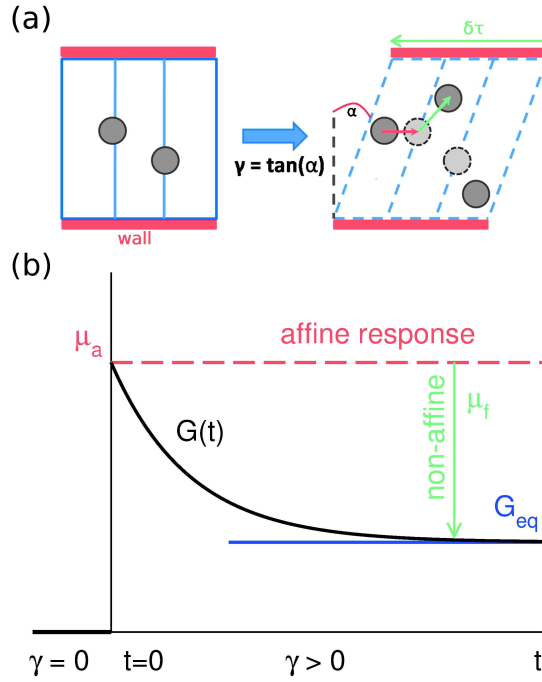 (a)
δτ
α
γ = tan(α)
wall
(b)
μa
affine response
G(t)
non-affine
μf
Geq
γ = 0
t=0
γ > 0
t